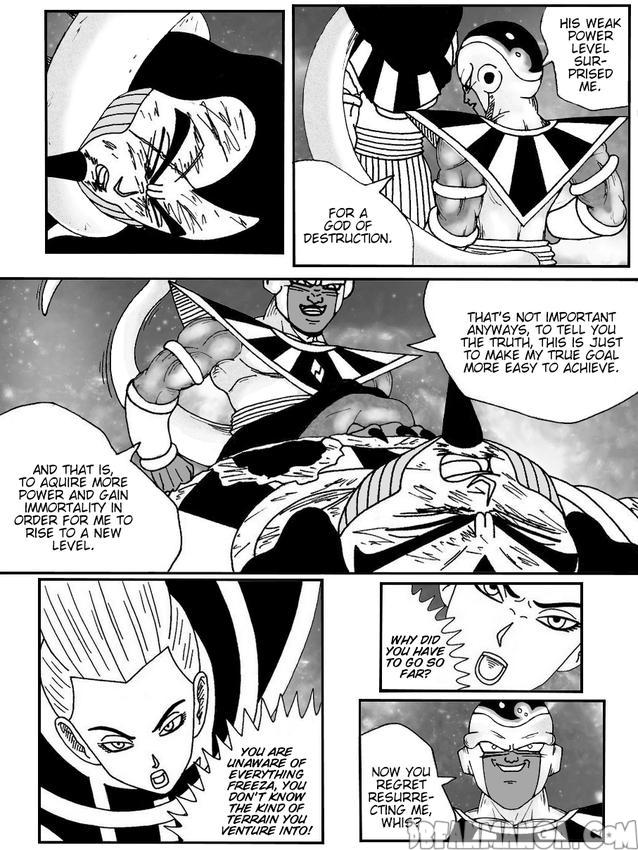 HIS WEAK
POWER
LEVEL
SUR-
PRISED
ME.
FOR A
GOD OF
DESTRUCTION.
THAT'S NOT IMPORTANT
ANYWAYS, TO TELL YOU
THE TRUTH, THIS IS JUST
TO MAKE MY TRUE GOAL
MORE EASY TO ACHIEVE.
AND THAT IS,
TO AQUIRE MORE
POWER AND GAIN
IMMORTALITY IN
ORDER FOR ME TO
RISE TO A NEW
LEVEL.
YOU ARE
UNAWARE OF
EVERYTHING
FREEZA, YOU
DON'T KNOW
THE KIND OF
TERRAIN YOU
VENTURE INTO!
WHY DID
YOU HAVE
TO GO SO
FAR?
NOW YOU
REGRET
RESURRE-
CTING ME,
WHIS?
DBFANMANGA.COM